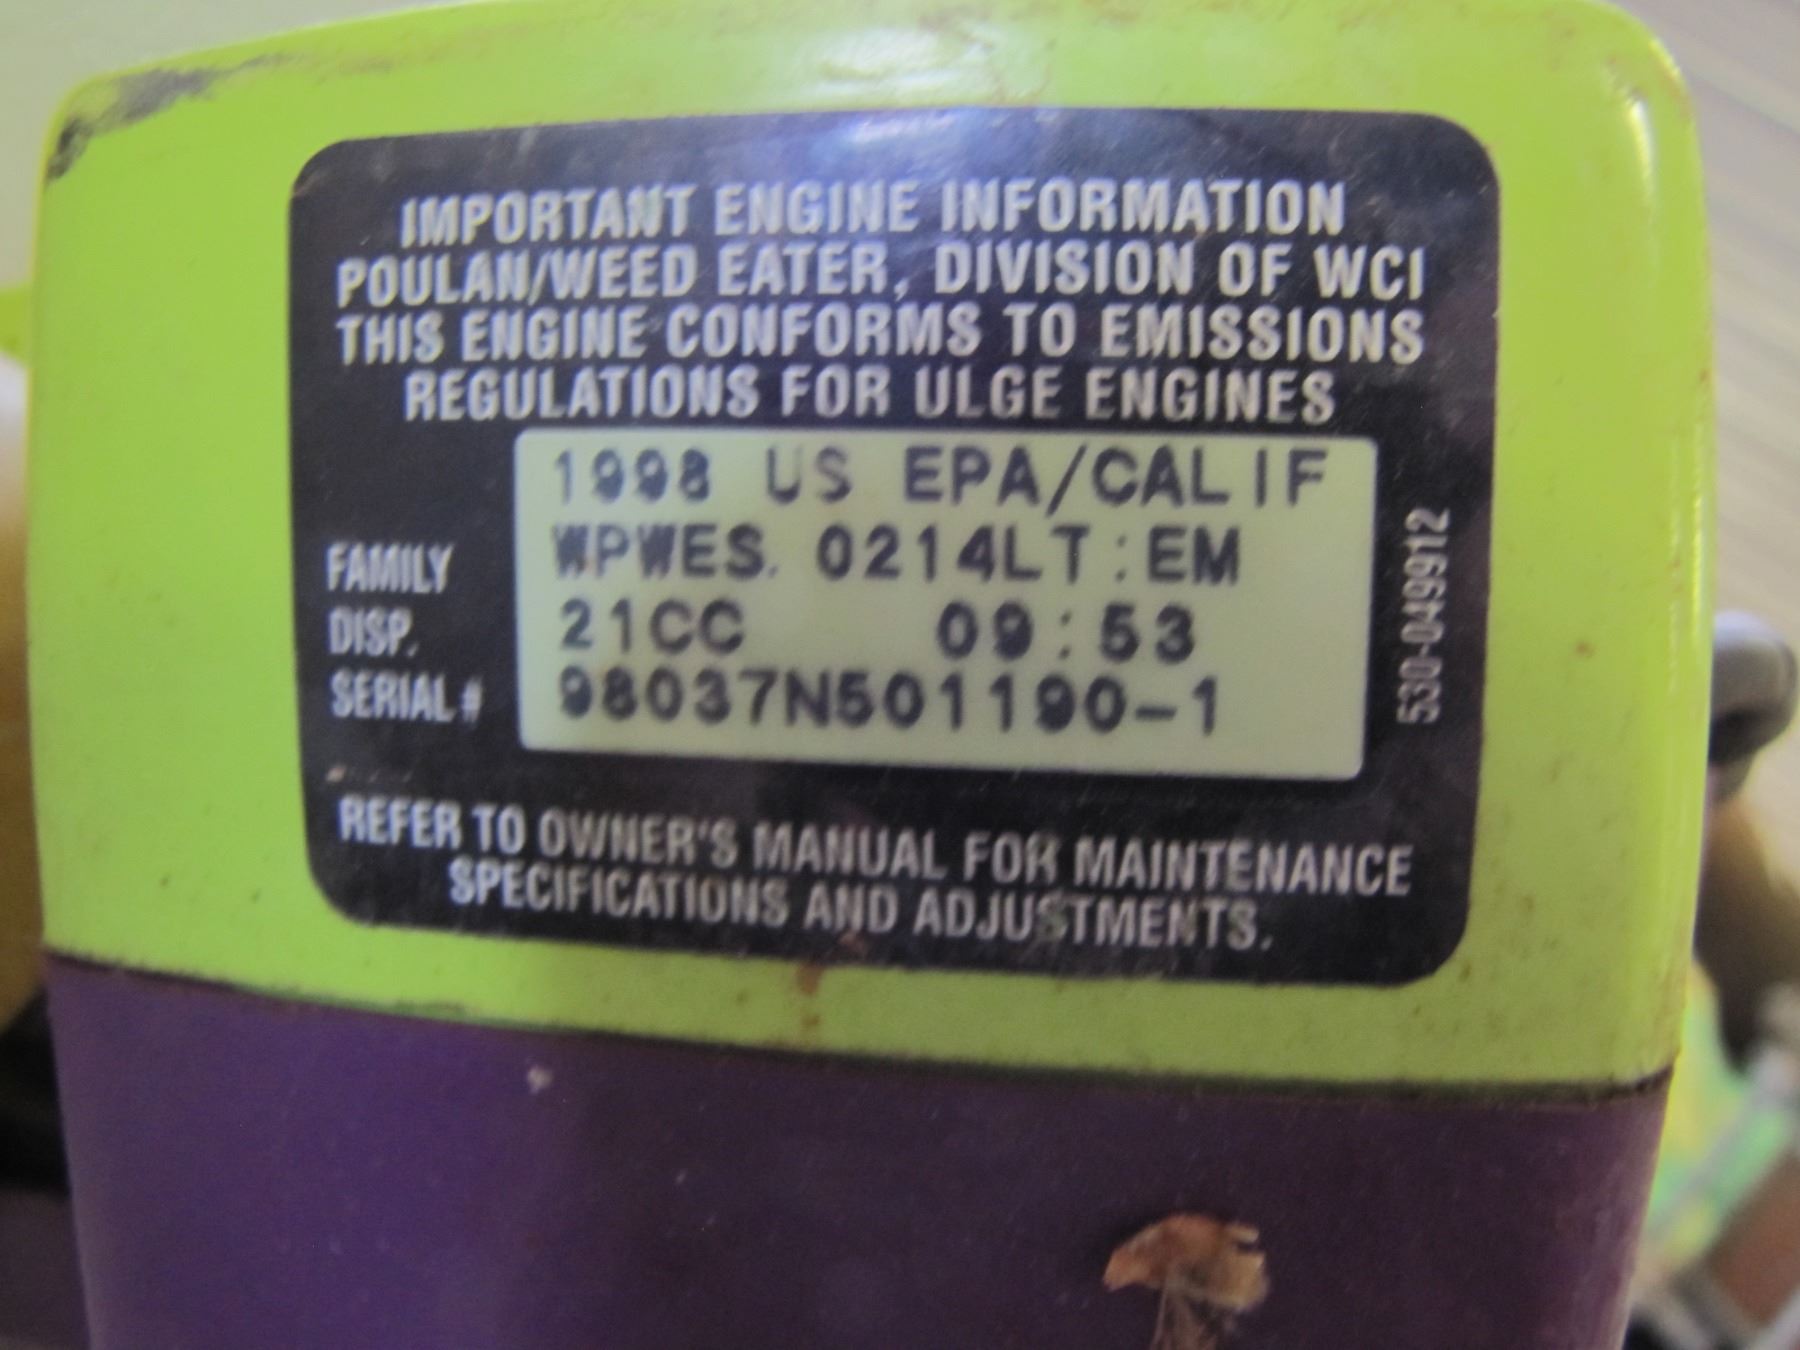 IMPORTANT ENGINE INFORMATION
POULAN/WEED EATER, DIVISION OF WCI
THIS ENGINE CONFORMS TO EMISSIONS
REGULATIONS FOR ULGE ENGINES
1998 US EPA/CALIF
FAMILY WPWES. 0214LT:EM
DISP. 21CC 09:53
SERIAL# 98037N501190-1
530-049912
REFER TO OWNER'S MANUAL FOR MAINTENANCE
SPECIFICATIONS AND ADJUSTMENTS.